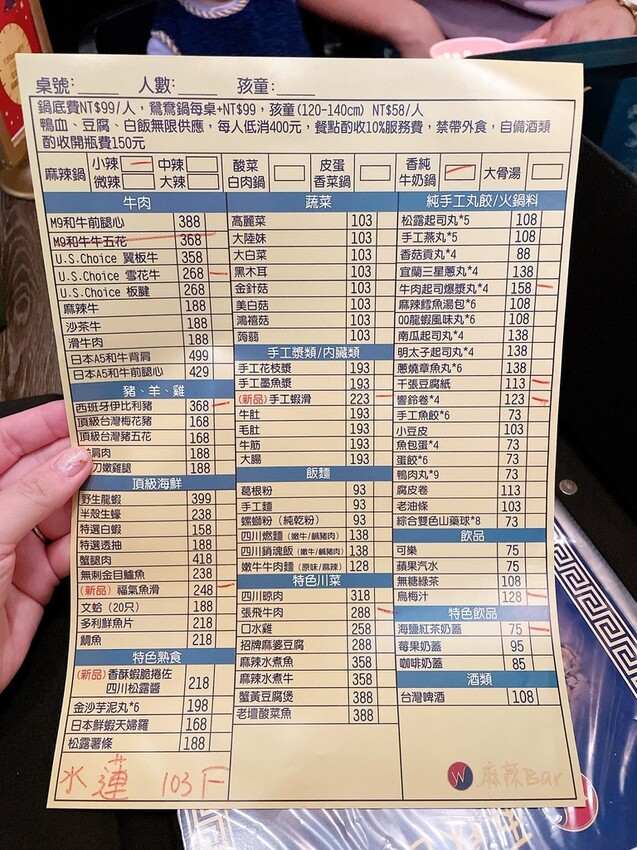 桌號:____ 人數:____ 孩童:____
鍋底費NT$99/人，鴛鴦鍋每桌+NT$99，孩童(120-140cm) NT$58/人
鴨血、豆腐、白飯無限供應，每人低消400元，餐點酌收10%服務費，禁帶外食，自備酒類
酌收開瓶費150元
麻辣鍋 小辣 中辣 微辣 大辣 酸菜白肉鍋 皮蛋香菜鍋 香純牛奶鍋 大骨湯
牛肉
M9和牛前腿心 388
M9和牛牛五花 368
U.S.Choice 翼板牛 358
U.S.Choice 雪花牛 268
U.S.Choice 板腱 268
麻辣牛 188
沙茶牛 188
滑牛肉 188
日本A5和牛背肩 499
日本A5和牛前腿心 429
豬、羊、雞
西班牙伊比利豬 368
頂級台灣梅花豬 168
頂級台灣豬五花 168
肩肉 188
刀嫩雞腿 188
頂級海鮮
野生龍蝦 399
半殼生蠔 238
特選白蝦 158
特選透抽 188
蟹腿肉 418
無刺金目鱸魚 238
(新品) 福氣魚滑 248
文蛤 (20只) 188
多利鮮魚片 218
鯛魚 218
特色熟食
(新品) 香酥蝦脆捲佐
四川松露醬 218
金沙芋泥丸*6 198
日本鮮蝦天婦羅 168
松露薯條 188
水蓮 103F
蔬菜
高麗菜 103
大陸妹 103
大白菜 103
黑木耳 103
金針菇 103
美白菇 103
鴻禧菇 103
蒟蒻 103
手工漿類/內臟類
手工花枝漿 193
手工墨魚漿 193
(新品) 手工蝦滑 223
牛肚 193
毛肚 193
牛筋 193
大腸 193
飯麵
葛根粉 93
手工麵 93
螺螄粉 (純乾粉) 93
四川燃麵 (嫩牛/鹹豬肉) 138
四川銷魂飯 (嫩牛/鹹豬肉) 138
嫩牛牛肉麵 (原味/麻辣) 128
特色川菜
四川晾肉 318
張飛牛肉 288
口水雞 258
招牌麻婆豆腐 288
麻辣水煮魚 358
麻辣水煮牛 358
蟹黃豆腐煲 388
老壇酸菜魚 388
純手工丸餃/火鍋料
松露起司丸*5 108
手工燕丸*5 108
香菇貢丸*4 88
宜蘭三星蔥丸*4 138
牛肉起司爆漿丸*4 158
麻辣鱈魚湯包*6 108
QQ龍蝦風味丸*6 108
南瓜起司丸*4 138
明太子起司丸*4 138
蔥燒章魚丸*6 138
千張豆腐紙 113
響鈴卷*4 123
手工魚餃*6 73
小豆皮 103
魚包蛋*4 73
蛋餃*6 73
鴨肉丸*9 73
腐皮卷 113
老油條 103
綜合雙色山藥球*8 73
飲品
可樂 75
蘋果汽水 75
無糖綠茶 108
烏梅汁 128
特色飲品
海鹽紅茶奶蓋 75
莓果奶蓋 95
咖啡奶蓋 85
酒類
台灣啤酒 108
W 麻辣Bar